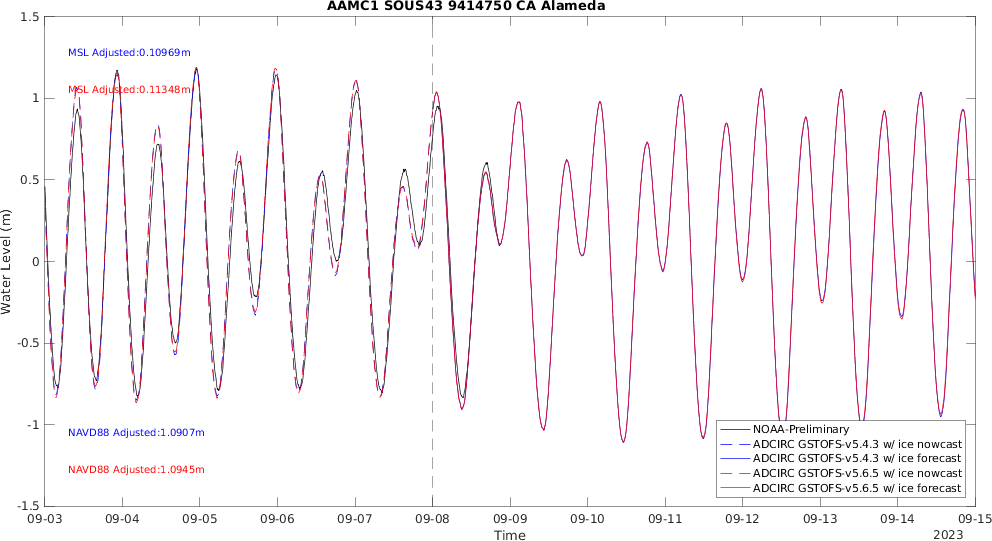 AAMC1 SOUS43 9414750 CA Alameda
1.5
1
0.5
0
-0.5
-1
-1.5
Water Level (m)
MSL Adjusted:0.10969m
MSL Adjusted:0.11348m
NAVD88 Adjusted:1.0907m
NAVD88 Adjusted:1.0945m
NOAA-Preliminary
ADCIRC GSTOFS-v5.4.3 w/ ice nowcast
ADCIRC GSTOFS-v5.4.3 w/ ice forecast
ADCIRC GSTOFS-v5.6.5 w/ ice nowcast
ADCIRC GSTOFS-v5.6.5 w/ ice forecast
09-03 09-04 09-05 09-06 09-07 09-08 09-09 09-10 09-11 09-12 09-13 09-14 09-15
Time
2023